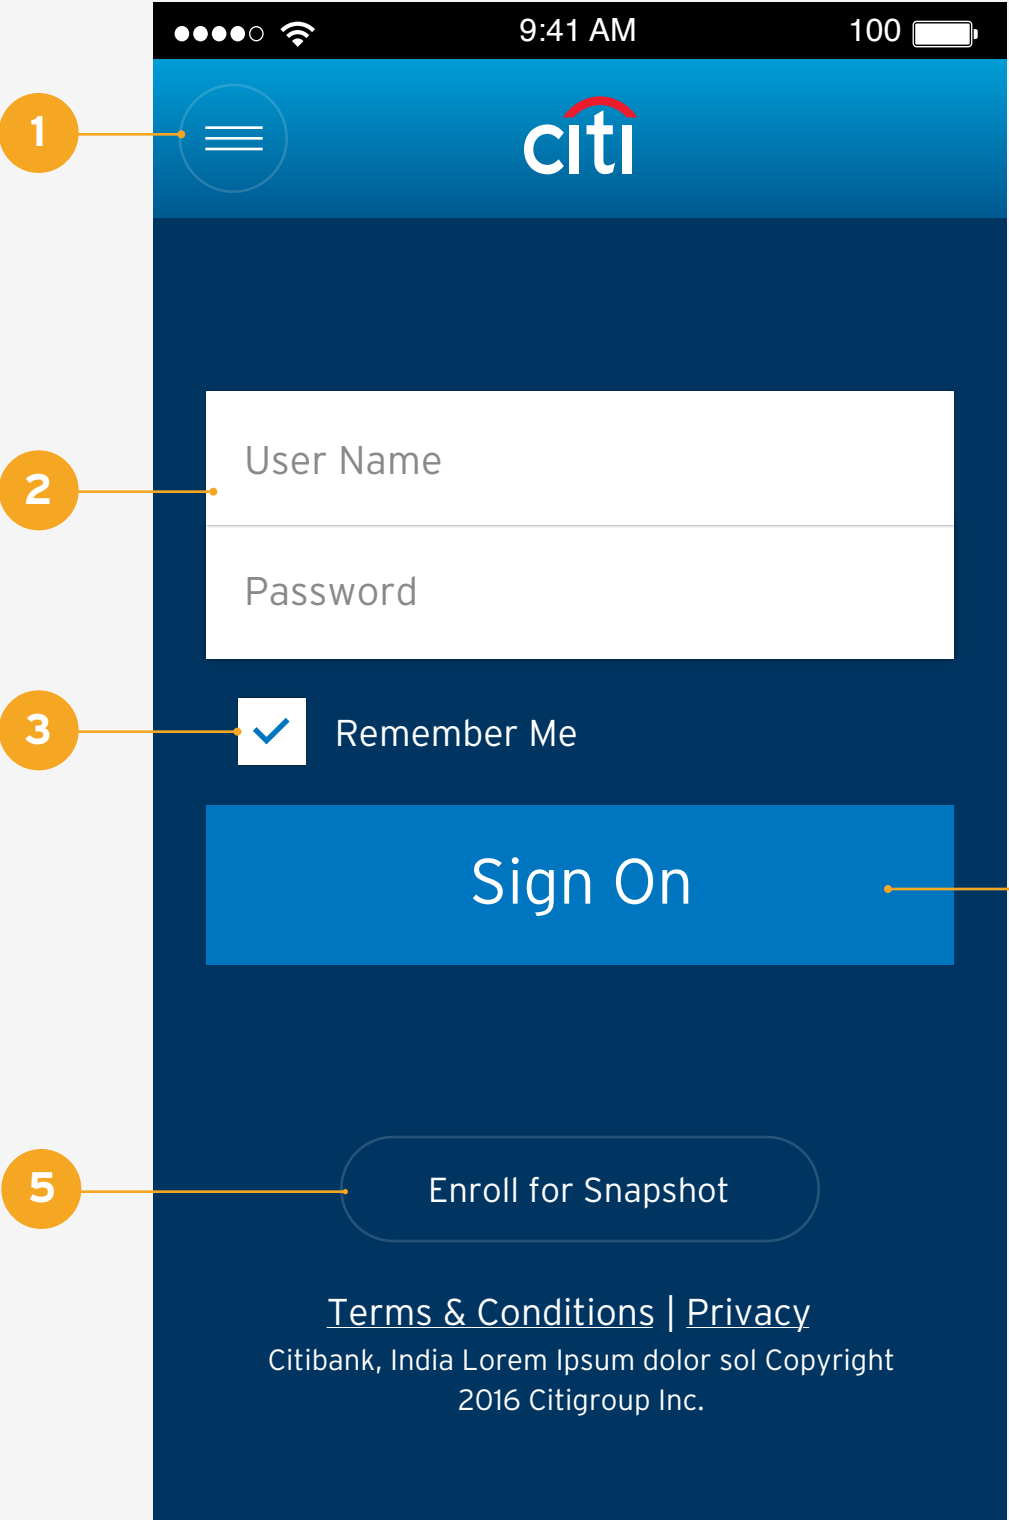 9:41 AM 100
1
citi
User Name
2
Password
3
Remember Me
Sign On
5
Enroll for Snapshot
Terms & Conditions | Privacy
Citibank, India Lorem Ipsum dolor sol Copyright
2016 Citigroup Inc.